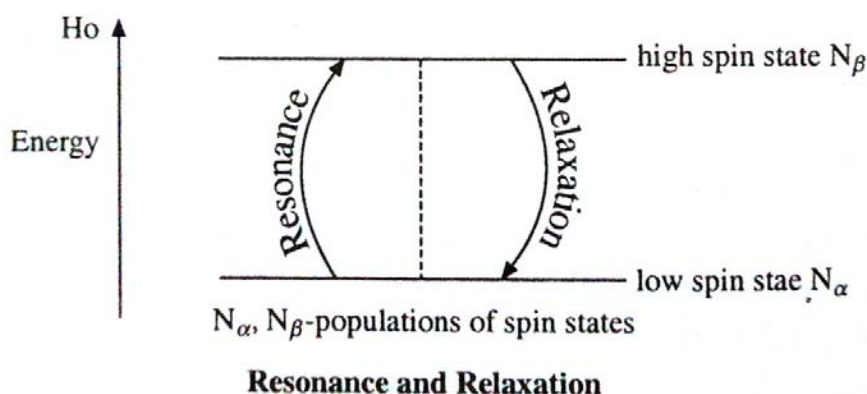 Ho
high spin state Nβ
Energy
Resonance
Relaxation
low spin stae Nα
Nα, Nβ-populations of spin states
Resonance and Relaxation